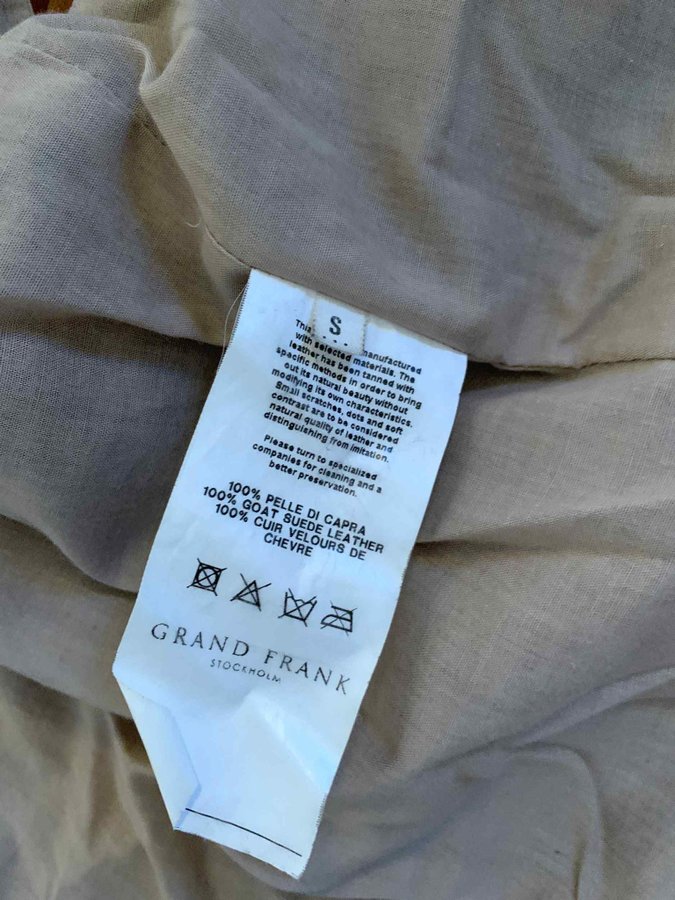 S
This manufactured
with selected materials. The
leather has been tanned with
specific methods in order to bring
out its natural beauty without
modifying its own characteristics.
Small scratches, dots and soft
contrast are to be considered
natural quality of leather and
distinguishing from imitation.
Please turn to specialized
companies for cleaning and a
better preservation.
100% PELLE DI CAPRA
100% GOAT SUEDE LEATHER
100% CUIR VELOURS DE
CHEVRE
GRAND FRANK
STOCKHOLM